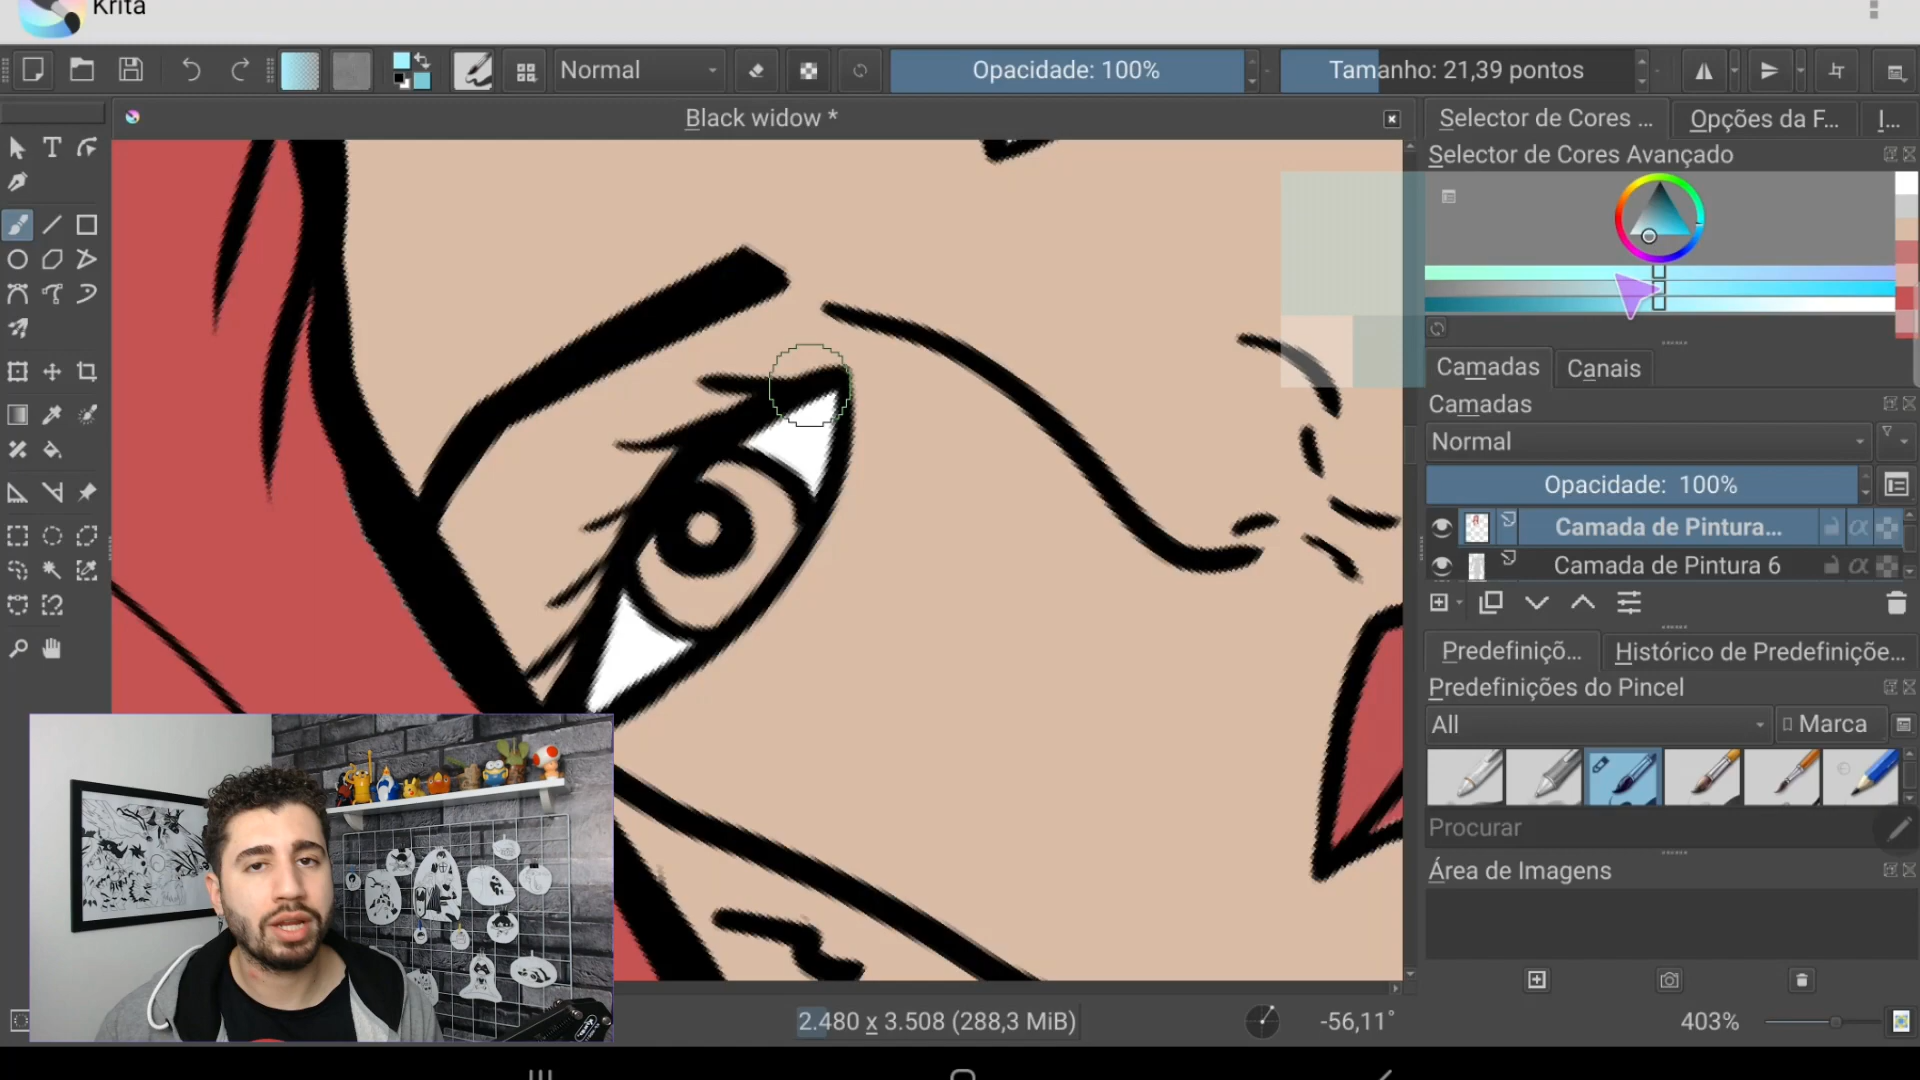 Krita
Normal
Opacidade: 100%
Tamanho: 21,39 pontos
Black widow *
Selector de Cores ...
Opções da F...
I...
Selector de Cores Avançado
Camadas
Canais
Camadas
Normal
Opacidade: 100%
Camada de Pintura...
Camada de Pintura 6
Predefiniçõ...
Histórico de Predefiniçõe...
Predefinições do Pincel
All
Marca
Procurar
Área de Imagens
2.480 x 3.508 (288,3 MiB)
-56,11°
403%